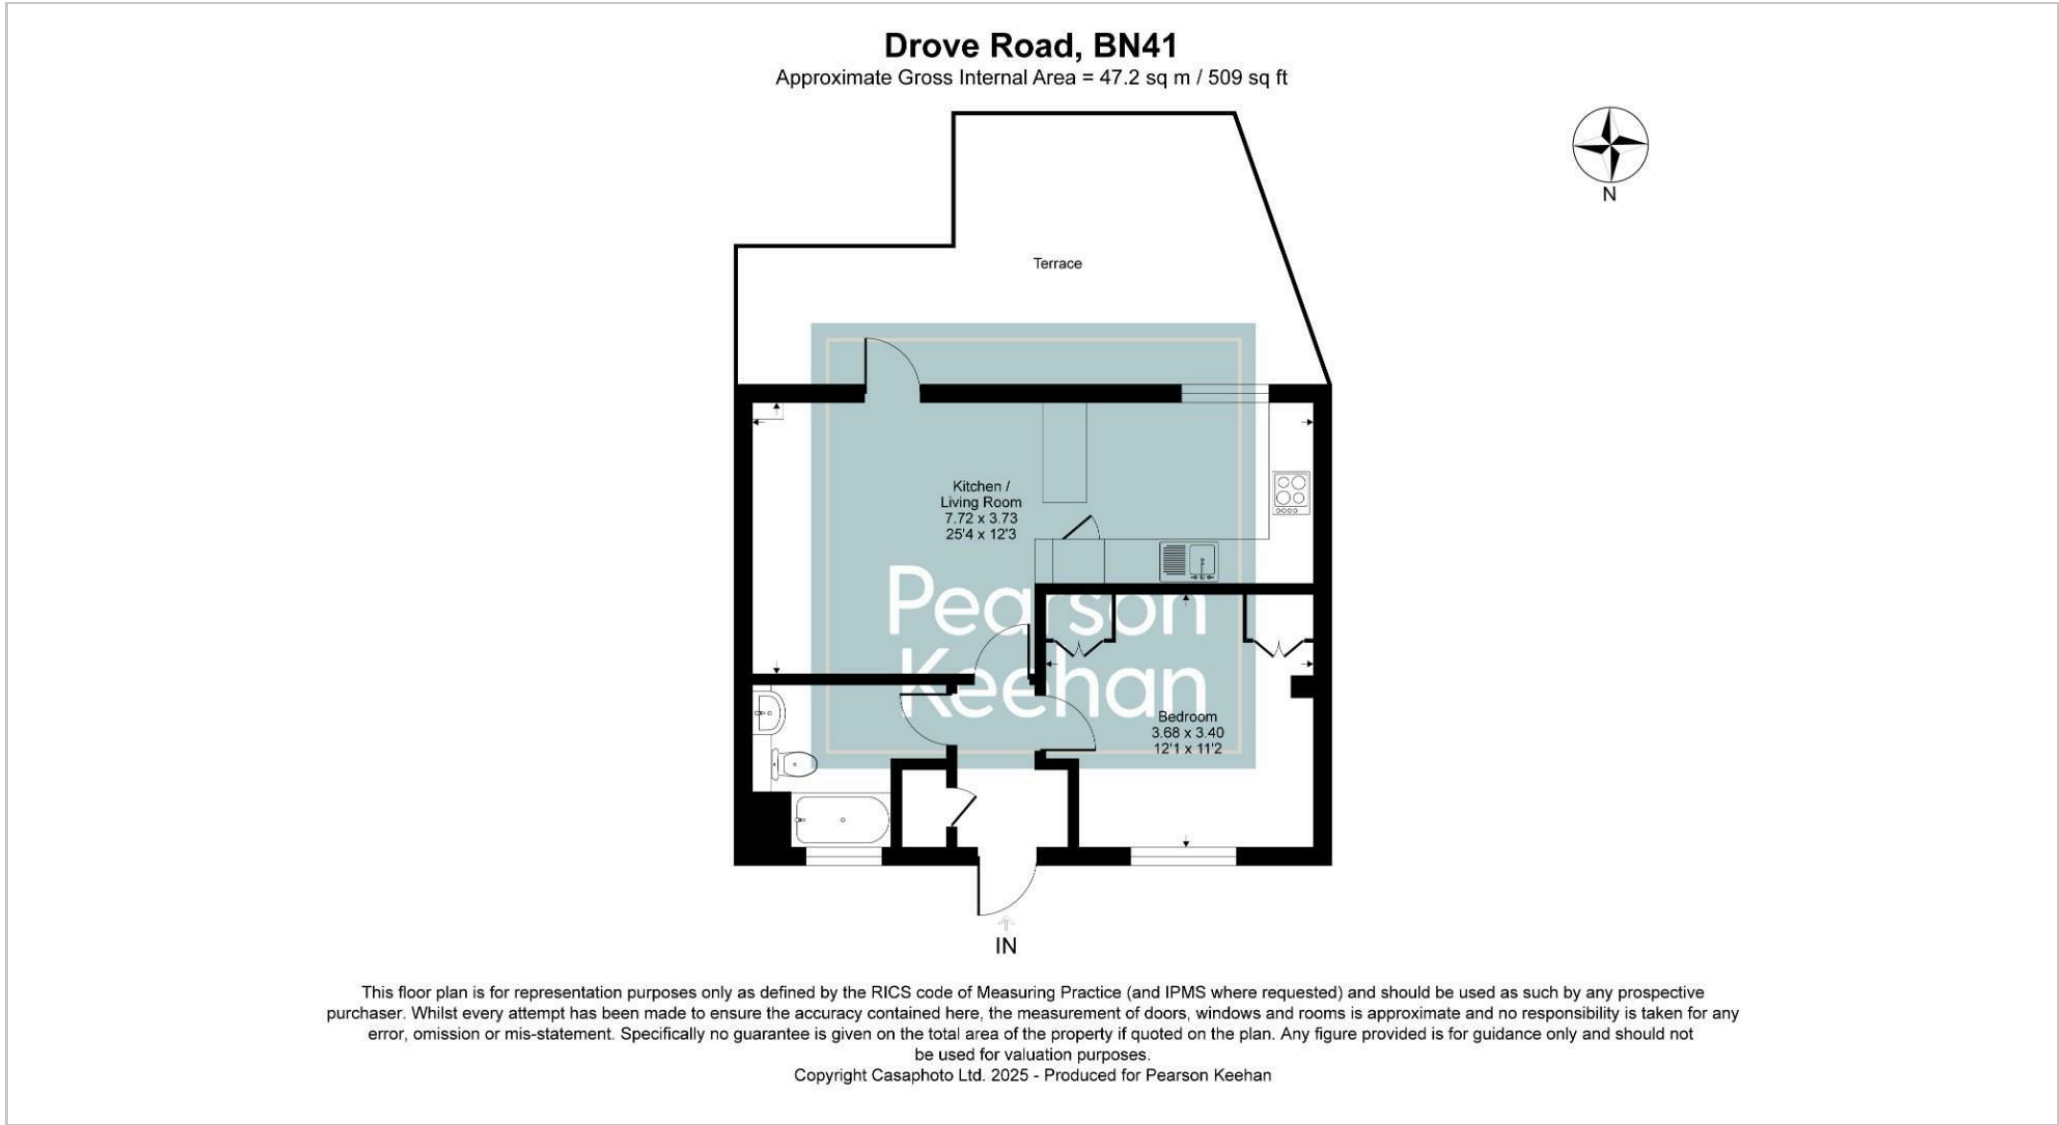 Drove Road, BN41
Approximate Gross Internal Area = 47.2 sq m / 509 sq ft
N
Terrace
Kitchen /
Living Room
7.72 x 3.73
25'4 x 12'3
Pearson
Keehan
Bedroom
3.68 x 3.40
12'1 x 11'2
IN
This floor plan is for representation purposes only as defined by the RICS code of Measuring Practice (and IPMS where requested) and should be used as such by any prospective
purchaser. Whilst every attempt has been made to ensure the accuracy contained here, the measurement of doors, windows and rooms is approximate and no responsibility is taken for any
error, omission or mis-statement. Specifically no guarantee is given on the total area of the property if quoted on the plan. Any figure provided is for guidance only and should not
be used for valuation purposes.
Copyright Casaphoto Ltd. 2025 - Produced for Pearson Keehan